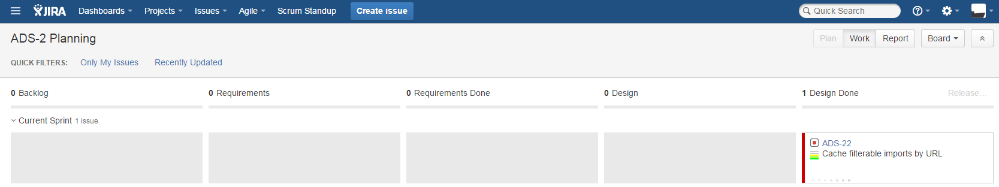 JIRA Dashboards Projects Issues Agile Scrum Standup Create issue Quick Search
ADS-2 Planning Plan Work Report Board
QUICK FILTERS: Only My Issues Recently Updated
0 Backlog 0 Requirements 0 Requirements Done 0 Design 1 Design Done Release...
Current Sprint 1 issue
ADS-22
Cache filterable imports by URL